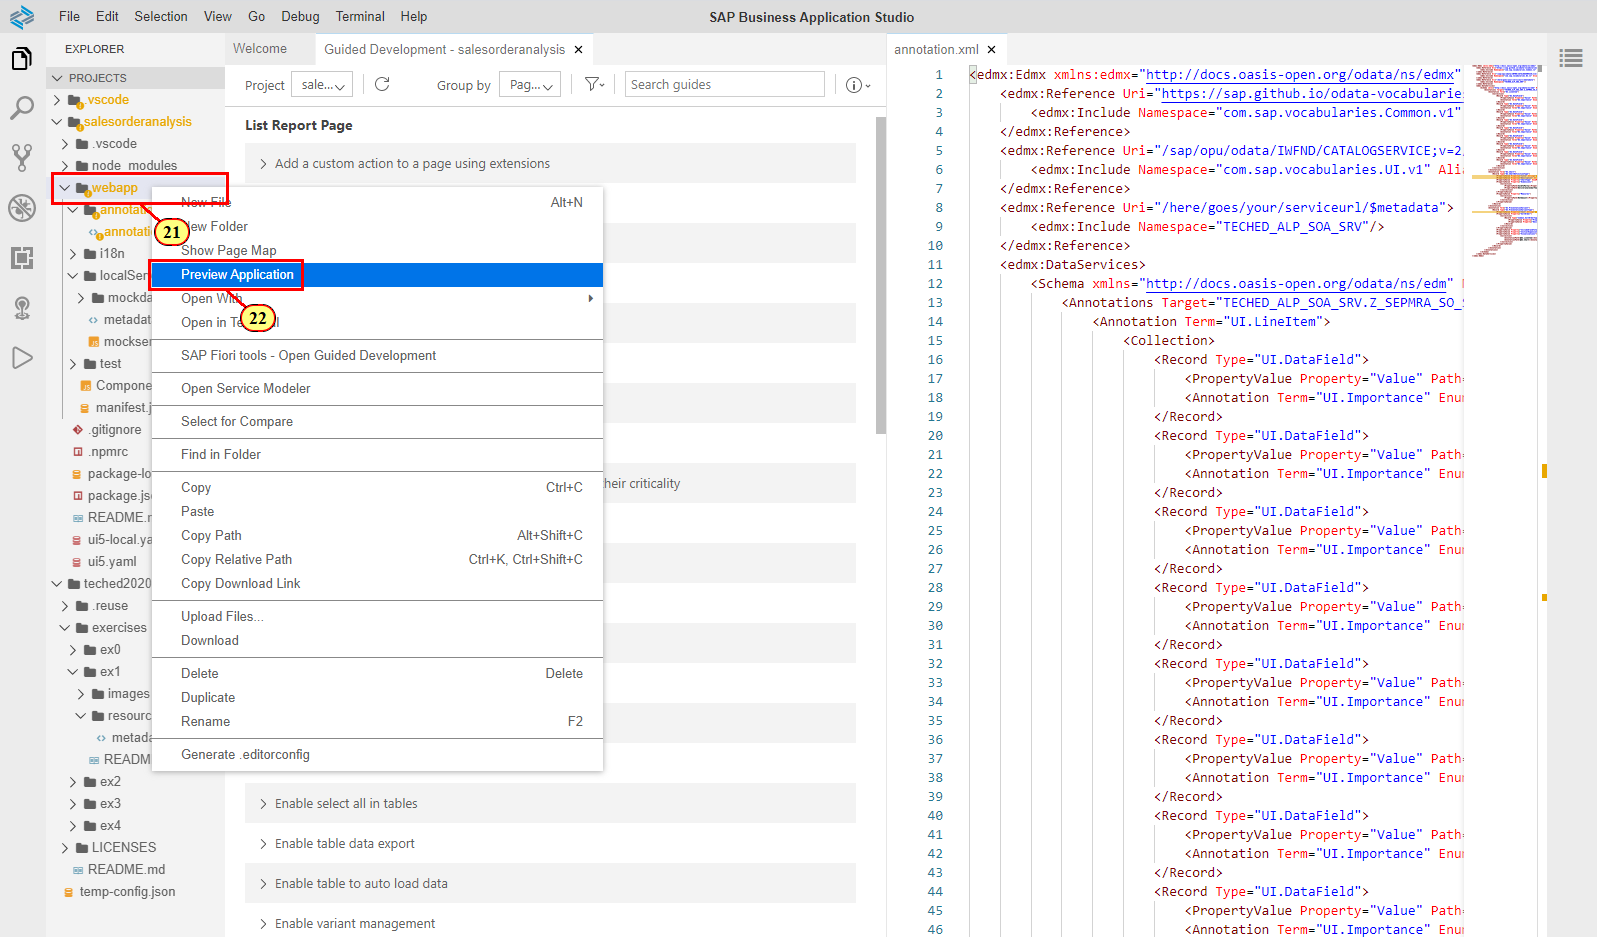 File Edit Selection View Go Debug Terminal Help
SAP Business Application Studio
EXPLORER
PROJECTS
.vscode
salesorderanalysis
.vscode
node_modules
webapp
annotati
annotati
i18n
localSer
mockda
metadat
mockser
test
Compone
manifest.j
.gitignore
.npmrc
package-lo
package.jso
README.m
ui5-local.ya
ui5.yaml
teched2020
.reuse
exercises
ex0
ex1
images
resourc
metada
READM
ex2
ex3
ex4
LICENSES
README.md
temp-config.json
21
22
New File Alt+N
New Folder
Show Page Map
Preview Application
Open With
Open in Te l
SAP Fiori tools - Open Guided Development
Open Service Modeler
Select for Compare
Find in Folder
Copy Ctrl+C
Paste
Copy Path Alt+Shift+C
Copy Relative Path Ctrl+K, Ctrl+Shift+C
Copy Download Link
Upload Files...
Download
Delete Delete
Duplicate
Rename F2
Generate .editorconfig
Welcome
Guided Development - salesorderanalysis
Project sale... Group by Pag... Search guides
List Report Page
Add a custom action to a page using extensions
heir criticality
Enable select all in tables
Enable table data export
Enable table to auto load data
Enable variant management
annotation.xml
1 <edmx:Edmx xmlns:edmx="http://docs.oasis-open.org/odata/ns/edmx"
2 <edmx:Reference Uri="https://sap.github.io/odata-vocabularie
3 <edmx:Include Namespace="com.sap.vocabularies.Common.v1"
4 </edmx:Reference>
5 <edmx:Reference Uri="/sap/opu/odata/IWFND/CATALOGSERVICE;v=2
6 <edmx:Include Namespace="com.sap.vocabularies.UI.v1" Alia
7 </edmx:Reference>
8 <edmx:Reference Uri="/here/goes/your/serviceurl/$metadata">
9 <edmx:Include Namespace="TECHED_ALP_SOA_SRV"/>
10 </edmx:Reference>
11 <edmx:DataServices>
12 <Schema xmlns="http://docs.oasis-open.org/odata/ns/edm"
13 <Annotations Target="TECHED_ALP_SOA_SRV.Z_SEPMRA_SO_
14 <Annotation Term="UI.LineItem">
15 <Collection>
16 <Record Type="UI.DataField">
17 <PropertyValue Property="Value" Path=
18 <Annotation Term="UI.Importance" Enum
19 </Record>
20 <Record Type="UI.DataField">
21 <PropertyValue Property="Value" Path=
22 <Annotation Term="UI.Importance" Enum
23 </Record>
24 <Record Type="UI.DataField">
25 <PropertyValue Property="Value" Path=
26 <Annotation Term="UI.Importance" Enum
27 </Record>
28 <Record Type="UI.DataField">
29 <PropertyValue Property="Value" Path=
30 <Annotation Term="UI.Importance" Enum
31 </Record>
32 <Record Type="UI.DataField">
33 <PropertyValue Property="Value" Path=
34 <Annotation Term="UI.Importance" Enum
35 </Record>
36 <Record Type="UI.DataField">
37 <PropertyValue Property="Value" Path=
38 <Annotation Term="UI.Importance" Enum
39 </Record>
40 <Record Type="UI.DataField">
41 <PropertyValue Property="Value" Path=
42 <Annotation Term="UI.Importance" Enum
43 </Record>
44 <Record Type="UI.DataField">
45 <PropertyValue Property="Value" Path=
46 <Annotation Term="UI.Importance" Enum